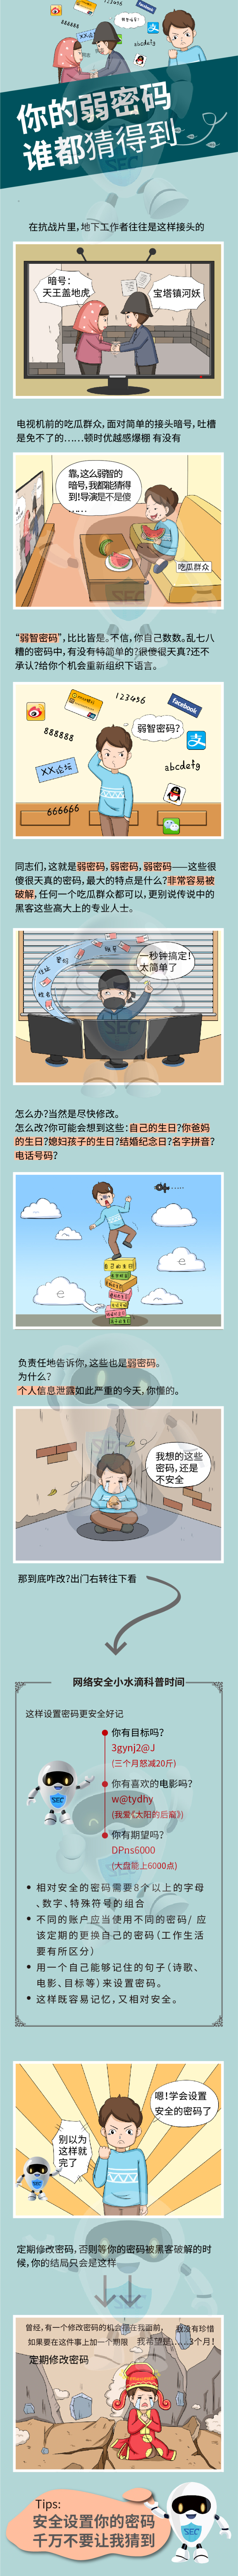 123456
888888
facebook
XX论坛
abcdefg
你的弱密码
谁都猜得到
在抗战片里,地下工作者往往是这样接头的
暗号:
天王盖地虎
宝塔镇河妖
电视机前的吃瓜群众,面对简单的接头暗号,吐槽
是免不了的……顿时优越感爆棚 有没有
靠,这么弱智的
暗号,我都能猜得
到!导演是不是傻
……
吃瓜群众
“弱智密码”,比比皆是。不信,你自己数数。乱七八
糟的密码中,有没有特简单的?很傻很天真?还不
承认?给你个机会重新组织下语言。
123456
facebook
弱智密码?
888888
XX论坛
abcdefg
666666
同志们,这就是弱密码,弱密码,弱密码——这些很
傻很天真的密码,最大的特点是什么?非常容易被
破解,任何一个吃瓜群众都可以,更别说传说中的
黑客这些高大上的专业人士。
一秒钟搞定!
太简单了
怎么办?当然是尽快修改。
怎么改?你可能会想到这些:自己的生日?你爸妈
的生日?媳妇孩子的生日?结婚纪念日?名字拼音?
电话号码?
自己的生日
负责任地告诉你,这些也是弱密码。
为什么?
个人信息泄露如此严重的今天,你懂的。
我想的这些
密码,还是
不安全
那到底咋改?出门右转往下看
网络安全小水滴科普时间
这样设置密码更安全好记
你有目标吗?
3gynj2@J
(三个月怒减20斤)
你有喜欢的电影吗?
w@tydhy
(我爱《太阳的后裔》)
你有期望吗?
DPns6000
(大盘能上6000点)
SEC
• 相对安全的密码需要8个以上的字母
、数字、特殊符号的组合
• 不同的账户应当使用不同的密码/ 应
该定期的更换自己的密码(工作生活
要有所区分)
• 用一个自己能够记住的句子(诗歌、
电影、目标等)来设置密码。
• 这样既容易记忆,又相对安全。
嗯!学会设置
安全的密码了
别以为
这样就
完了
定期修改密码,否则等你的密码被黑客破解的时
候,你的结局只会是这样
曾经,有一个修改密码的机会摆在我面前,
我没有珍惜
如果要在这件事上加一个期限
我希望是……3个月!
定期修改密码
Tips:
安全设置你的密码
千万不要让我猜到
SEC